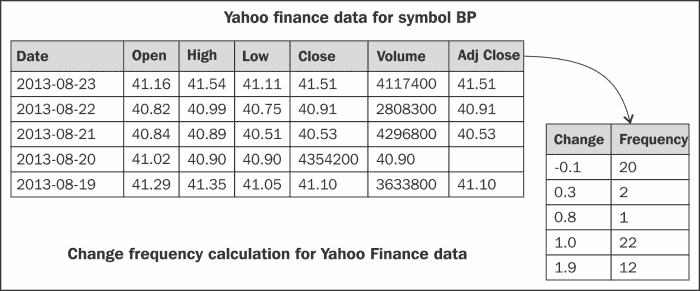 Yahoo finance data for symbol BP
Date Open High Low Close Volume Adj Close
2013-08-23 41.16 41.54 41.11 41.51 4117400 41.51
2013-08-22 40.82 40.99 40.75 40.91 2808300 40.91
2013-08-21 40.84 40.89 40.51 40.53 4296800 40.53
2013-08-20 41.02 40.90 40.90 4354200 40.90
2013-08-19 41.29 41.35 41.05 41.10 3633800 41.10
Change Frequency
-0.1 20
0.3 2
0.8 1
1.0 22
1.9 12
Change frequency calculation for Yahoo Finance data